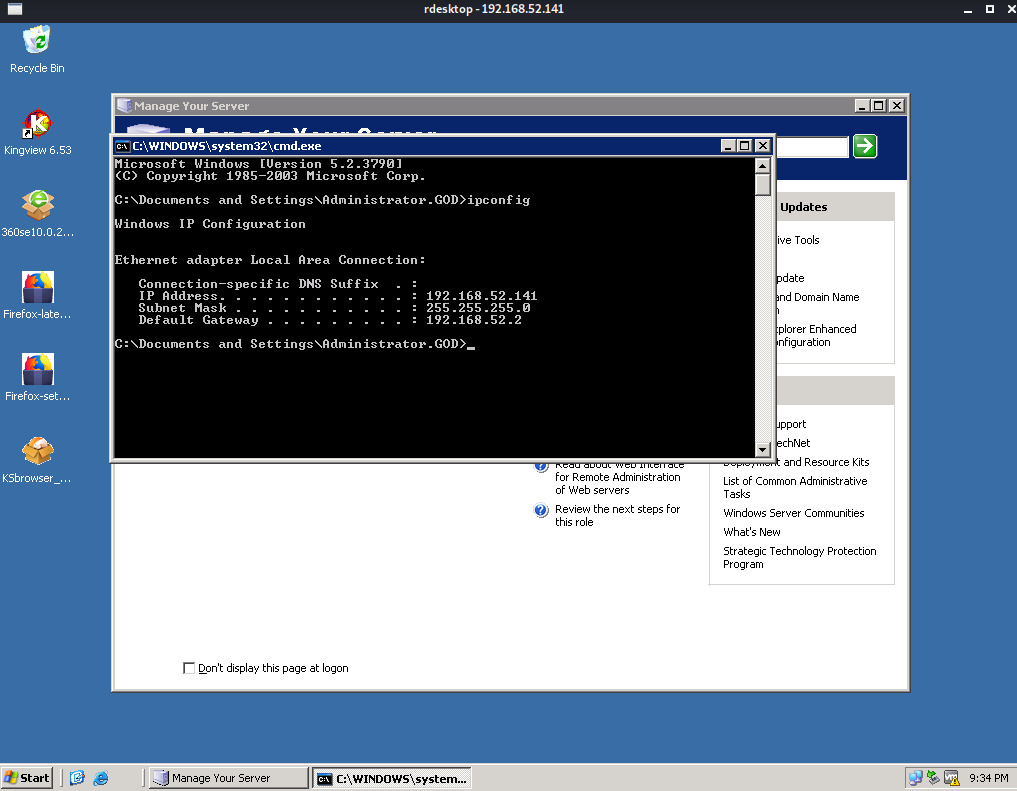 rdesktop - 192.168.52.141
Recycle Bin
Kingview 6.53
360se10.0.2...
Firefox-late...
Firefox-set...
KSbrowser_...
Manage Your Server
Manage Your Server
C:\WINDOWS\system32\cmd.exe
Microsoft Windows [Version 5.2.3790]
(C) Copyright 1985-2003 Microsoft Corp.
C:\Documents and Settings\Administrator.GOD>ipconfig
Windows IP Configuration
Ethernet adapter Local Area Connection:
Connection-specific DNS Suffix  . :
IP Address. . . . . . . . . . . . : 192.168.52.141
Subnet Mask . . . . . . . . . . . : 255.255.255.0
Default Gateway . . . . . . . . . : 192.168.52.2
C:\Documents and Settings\Administrator.GOD>_
Updates
ive Tools
pdate
and Domain Name
n
xplorer Enhanced
nfiguration
upport
echNet
Deployment and Resource Kits
List of Common Administrative
Tasks
Windows Server Communities
What's New
Strategic Technology Protection
Program
Read about Web Interface
for Remote Administration
of Web servers
Review the next steps for
this role
Don't display this page at logon
Start
Manage Your Server
C:\WINDOWS\system...
9:34 PM